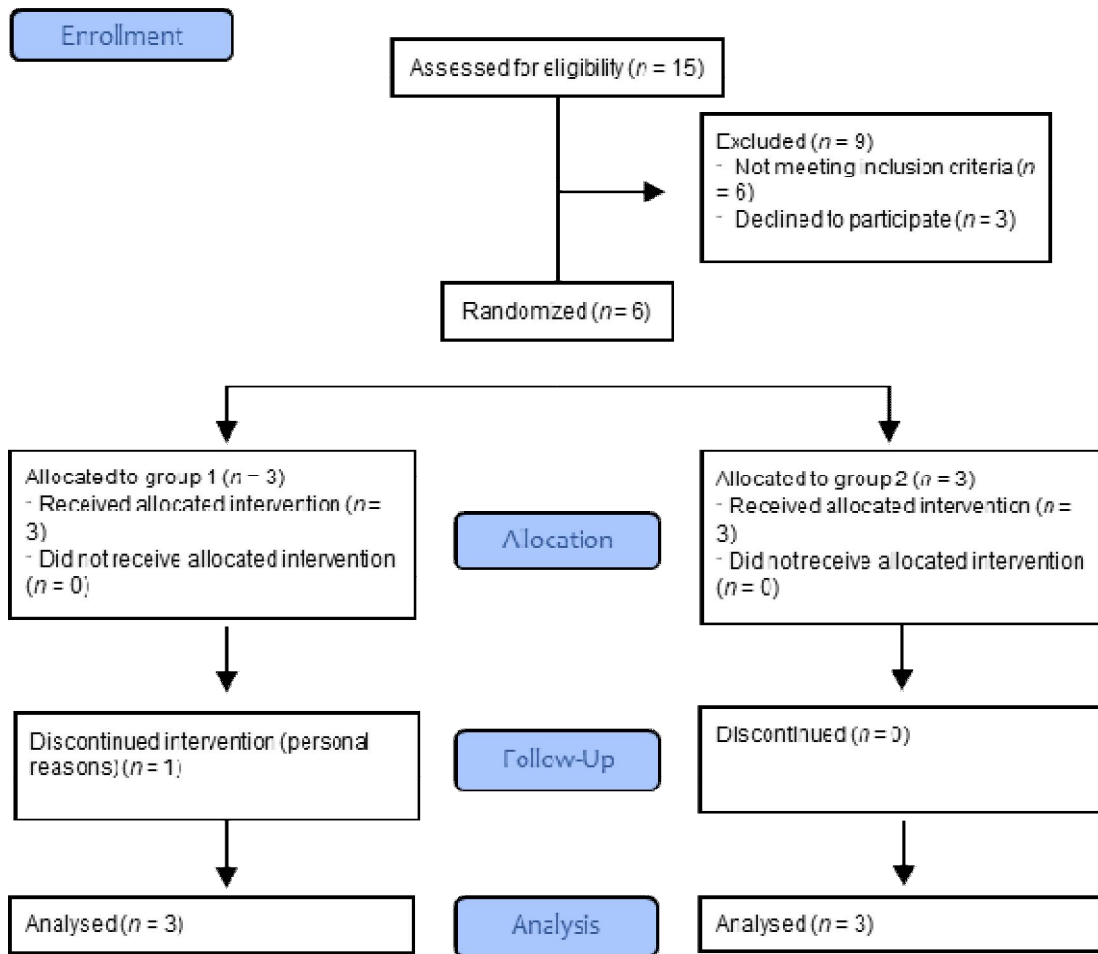 Enrollment
Assessed for eligibility (n = 15)
Excluded (n = 9)
- Not meeting inclusion criteria (n
= 6)
- Declined to participate (n = 3)
Randomized (n = 6)
Allocated to group 1 (n = 3)
- Received allocated intervention (n =
3)
- Did not receive allocated intervention
(n = 0)
Allocation
Allocated to group 2 (n = 3)
- Received allocated intervention (n =
3)
- Did not receive allocated intervention
(n = 0)
Discontinued intervention (personal
reasons) (n = 1)
Follow-Up
Discontinued (n = 0)
Analysed (n = 3)
Analysis
Analysed (n = 3)